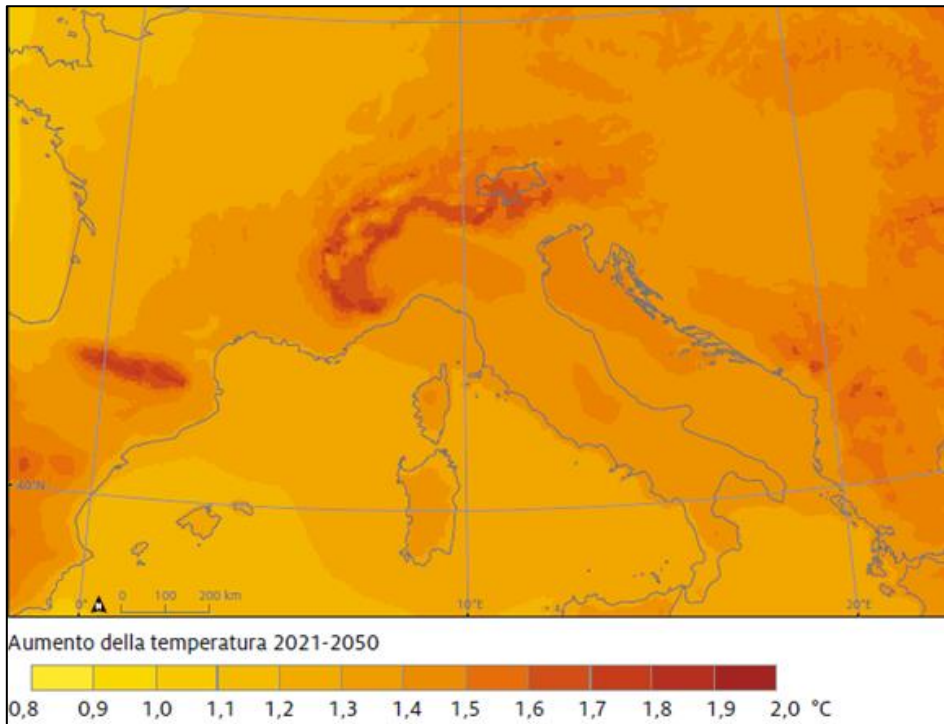 40°N
0°
N
0 100 200 km
10°E
20°E
Aumento della temperatura 2021-2050
0,8 0,9 1,0 1,1 1,2 1,3 1,4 1,5 1,6 1,7 1,8 1,9 2,0 °C